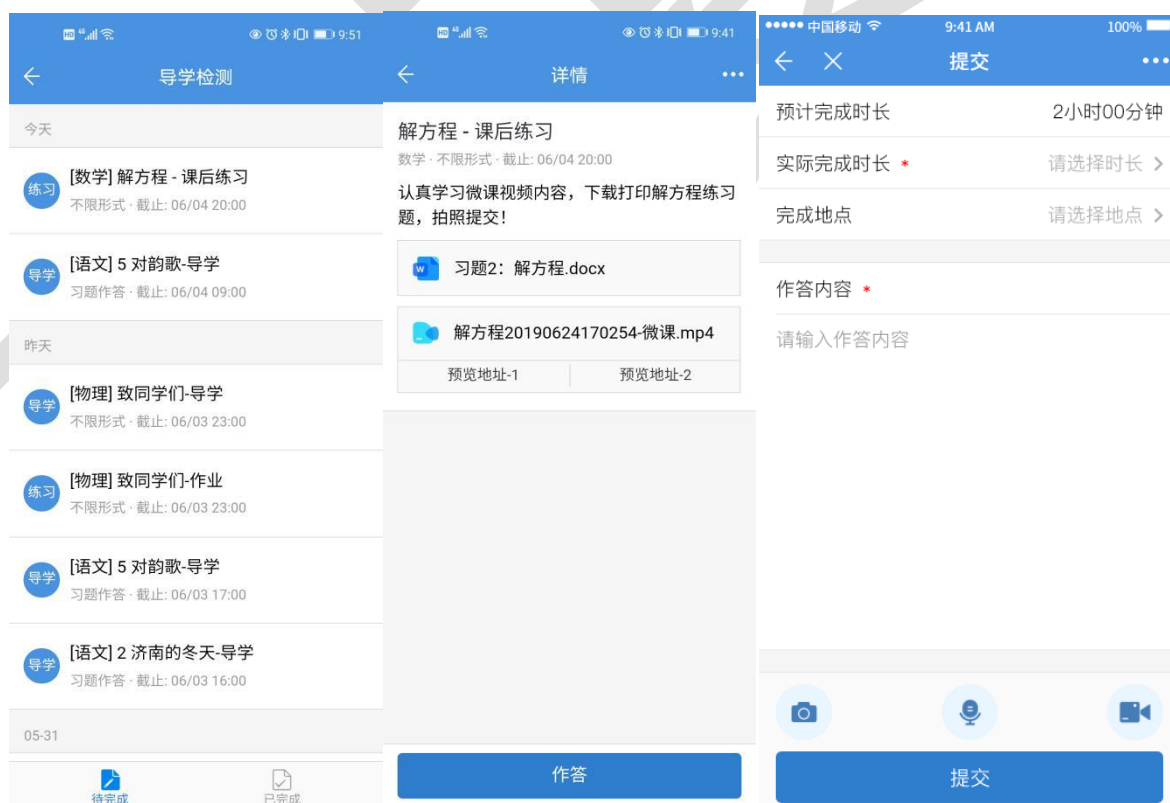 HD 46 9:51
导学检测
今天
练习
[数学] 解方程 - 课后练习
不限形式 · 截止: 06/04 20:00
导学
[语文] 5 对韵歌-导学
习题作答 · 截止: 06/04 09:00
昨天
导学
[物理] 致同学们-导学
不限形式 · 截止: 06/03 23:00
练习
[物理] 致同学们-作业
不限形式 · 截止: 06/03 23:00
导学
[语文] 5 对韵歌-导学
习题作答 · 截止: 06/03 17:00
导学
[语文] 2 济南的冬天-导学
习题作答 · 截止: 06/03 16:00
05-31
待完成 已完成
HD 46 9:41
详情
解方程 - 课后练习
数学 · 不限形式 · 截止: 06/04 20:00
认真学习微课视频内容，下载打印解方程练习
题，拍照提交！
W 习题2：解方程.docx
解方程20190624170254-微课.mp4
预览地址-1 预览地址-2
作答
中国移动 9:41 AM 100%
提交
预计完成时长 2小时00分钟
实际完成时长 * 请选择时长
完成地点 请选择地点
作答内容 *
请输入作答内容
提交